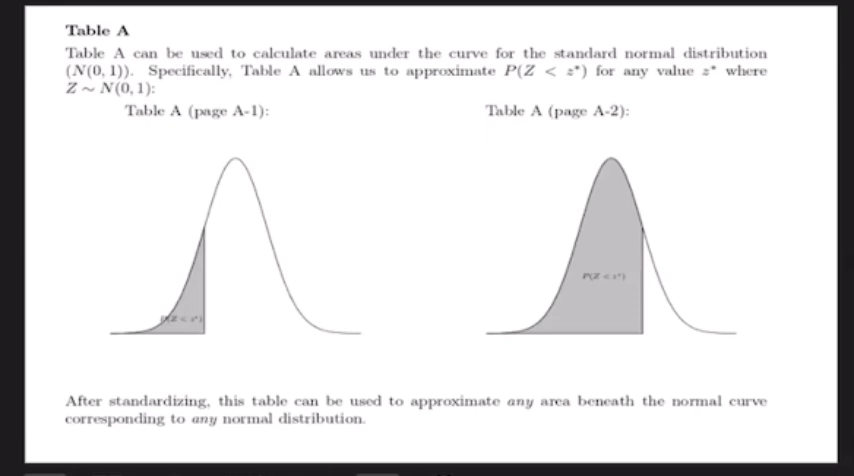 Table A
Table A can be used to calculate areas under the curve for the standard normal distribution
(N(0, 1)). Specifically, Table A allows us to approximate P(Z < z*) for any value z* where
Z ∼ N(0, 1):
Table A (page A-1): Table A (page A-2):
P(Z < z*) P(Z < z*)
After standardizing, this table can be used to approximate any area beneath the normal curve
corresponding to any normal distribution.